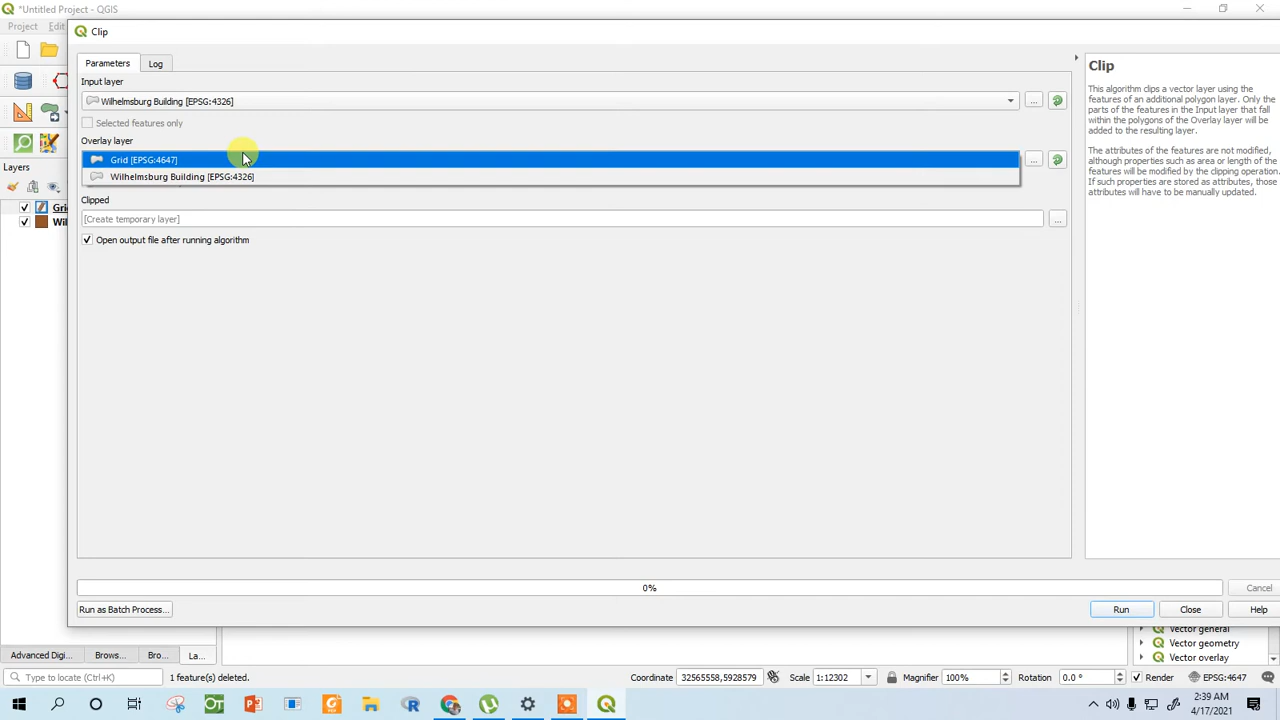 *Untitled Project - QGIS
Project Edit
Clip
Parameters Log
Input layer
Wilhelmsburg Building [EPSG:4326]
...
Selected features only
Overlay layer
Grid [EPSG:4647]
...
Wilhelmsburg Building [EPSG:4326]
Clipped
[Create temporary layer]
...
Open output file after running algorithm
Layers
Clip
This algorithm clips a vector layer using the
features of an additional polygon layer. Only the
parts of the features in the Input layer that fall
within the polygons of the Overlay layer will be
added to the resulting layer.
The attributes of the features are not modified,
although properties such as area or length of the
features will be modified by the clipping operation.
If such properties are stored as attributes, those
attributes will have to be manually updated.
0%
Cancel
Run as Batch Process...
Run
Close
Help
Vector general
Vector geometry
Vector overlay
Advanced Digi... Brows... Bro... La...
Type to locate (Ctrl+K)
1 feature(s) deleted.
Coordinate 32565558,5928579
Scale 1:12302
Magnifier 100%
Rotation 0.0 °
Render
EPSG:4647
2:39 AM
4/17/2021